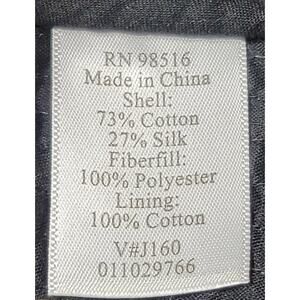 RN 98516
Made in China
Shell:
73% Cotton
27% Silk
Fiberfill:
100% Polyester
Lining:
100% Cotton
V#J160
011029766